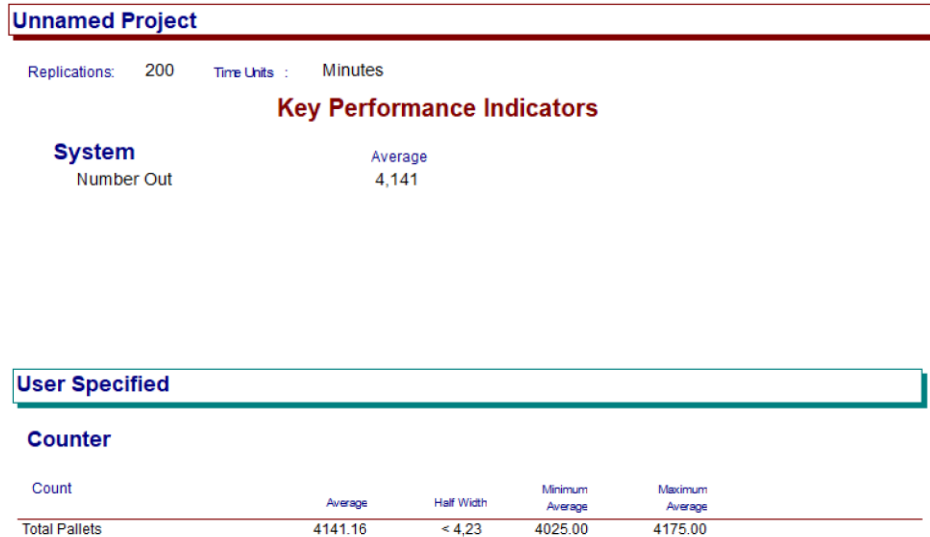 Unnamed Project
Replications: 200 Time Units : Minutes
Key Performance Indicators
System Average
Number Out 4,141
User Specified
Counter
Count Average Half Width Minimum Average Maximum Average
Total Pallets 4141.16 < 4,23 4025.00 4175.00